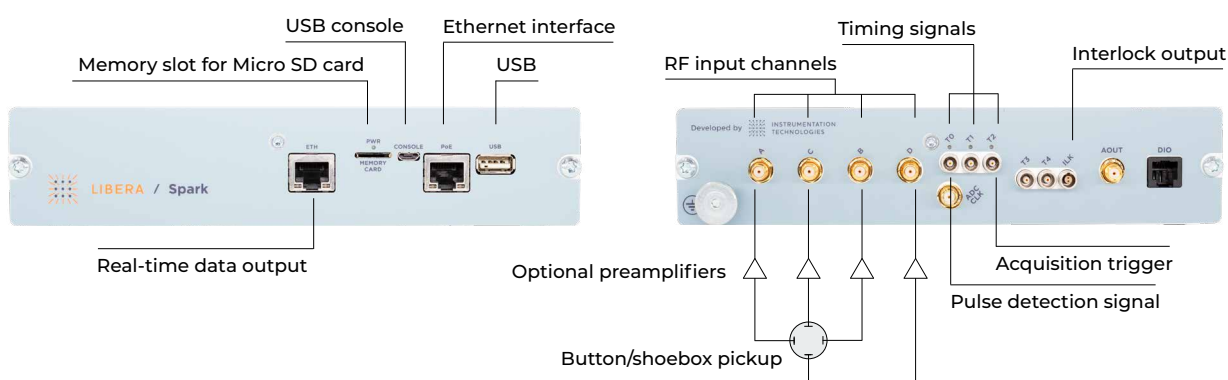 USB console
Ethernet interface
Memory slot for Micro SD card
USB
ETH
PWR
MEMORY
CARD
CONSOLE
PoE
USB
LIBERA / Spark
Real-time data output
Timing signals
RF input channels
Interlock output
Developed by INSTRUMENTATION
TECHNOLOGIES
A
C
B
D
T0
T1
T2
T3
T4
ILK
AOUT
DIO
ADC
CLK
Optional preamplifiers
Acquisition trigger
Pulse detection signal
Button/shoebox pickup